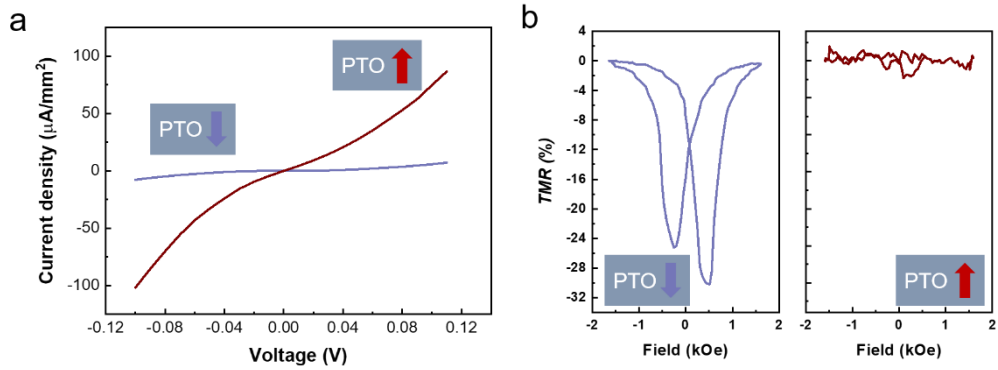 a
Current density (μA/mm²)
100
50
0
-50
-100
PTO
PTO
-0.12
-0.08
-0.04
0.00
0.04
0.08
0.12
Voltage (V)
b
TMR (%)
4
0
-4
-8
-12
-16
-20
-24
-28
-32
PTO
-2
-1
0
1
2
Field (kOe)
PTO
-2
-1
0
1
2
Field (kOe)